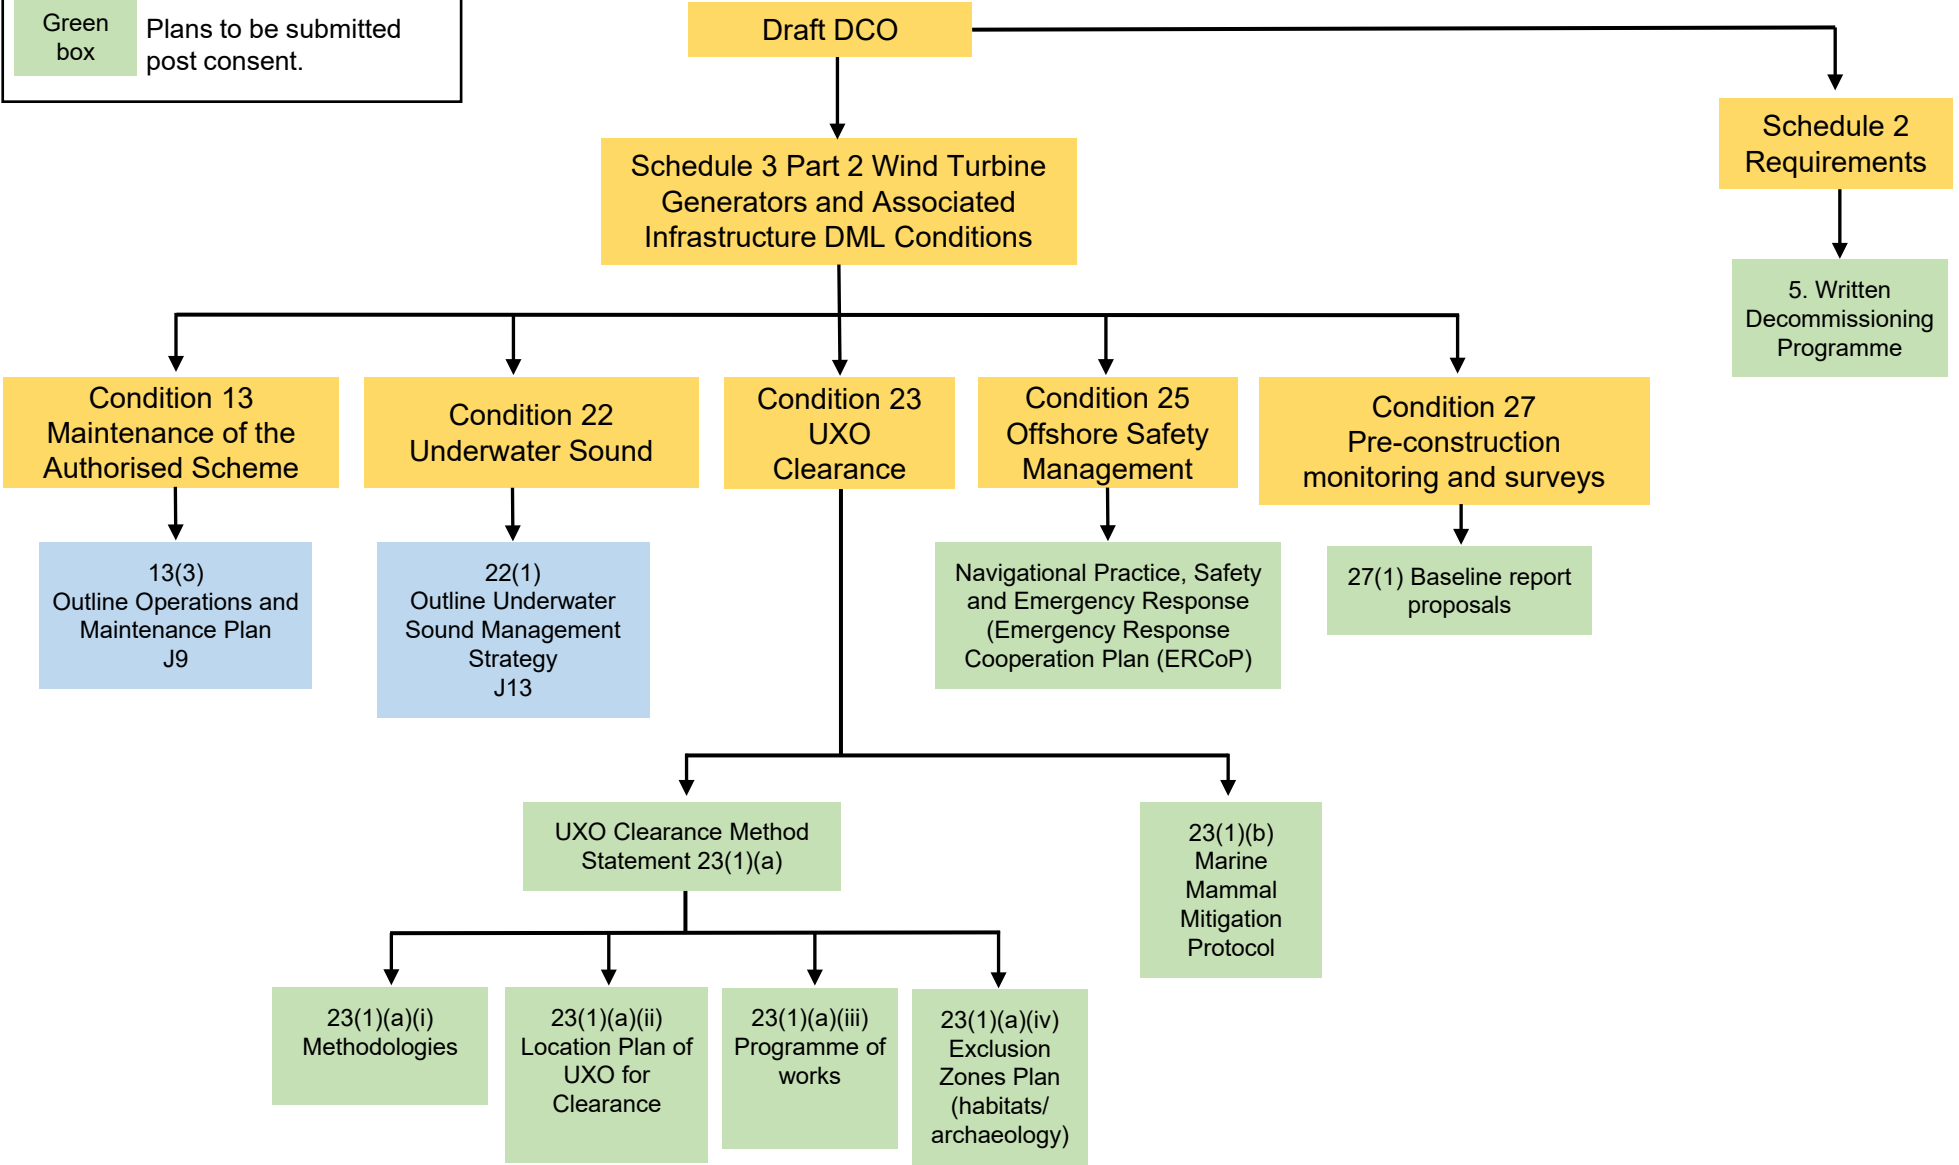 Green
box
Plans to be submitted
post consent.
Draft DCO
Schedule 2
Requirements
Schedule 3 Part 2 Wind Turbine
Generators and Associated
Infrastructure DML Conditions
5. Written
Decommissioning
Programme
Condition 13
Maintenance of the
Authorised Scheme
Condition 22
Underwater Sound
Condition 23
UXO
Clearance
Condition 25
Offshore Safety
Management
Condition 27
Pre-construction
monitoring and surveys
13(3)
Outline Operations and
Maintenance Plan
J9
22(1)
Outline Underwater
Sound Management
Strategy
J13
Navigational Practice, Safety
and Emergency Response
(Emergency Response
Cooperation Plan (ERCoP)
27(1) Baseline report
proposals
UXO Clearance Method
Statement 23(1)(a)
23(1)(b)
Marine
Mammal
Mitigation
Protocol
23(1)(a)(i)
Methodologies
23(1)(a)(ii)
Location Plan of
UXO for
Clearance
23(1)(a)(iii)
Programme of
works
23(1)(a)(iv)
Exclusion
Zones Plan
(habitats/
archaeology)